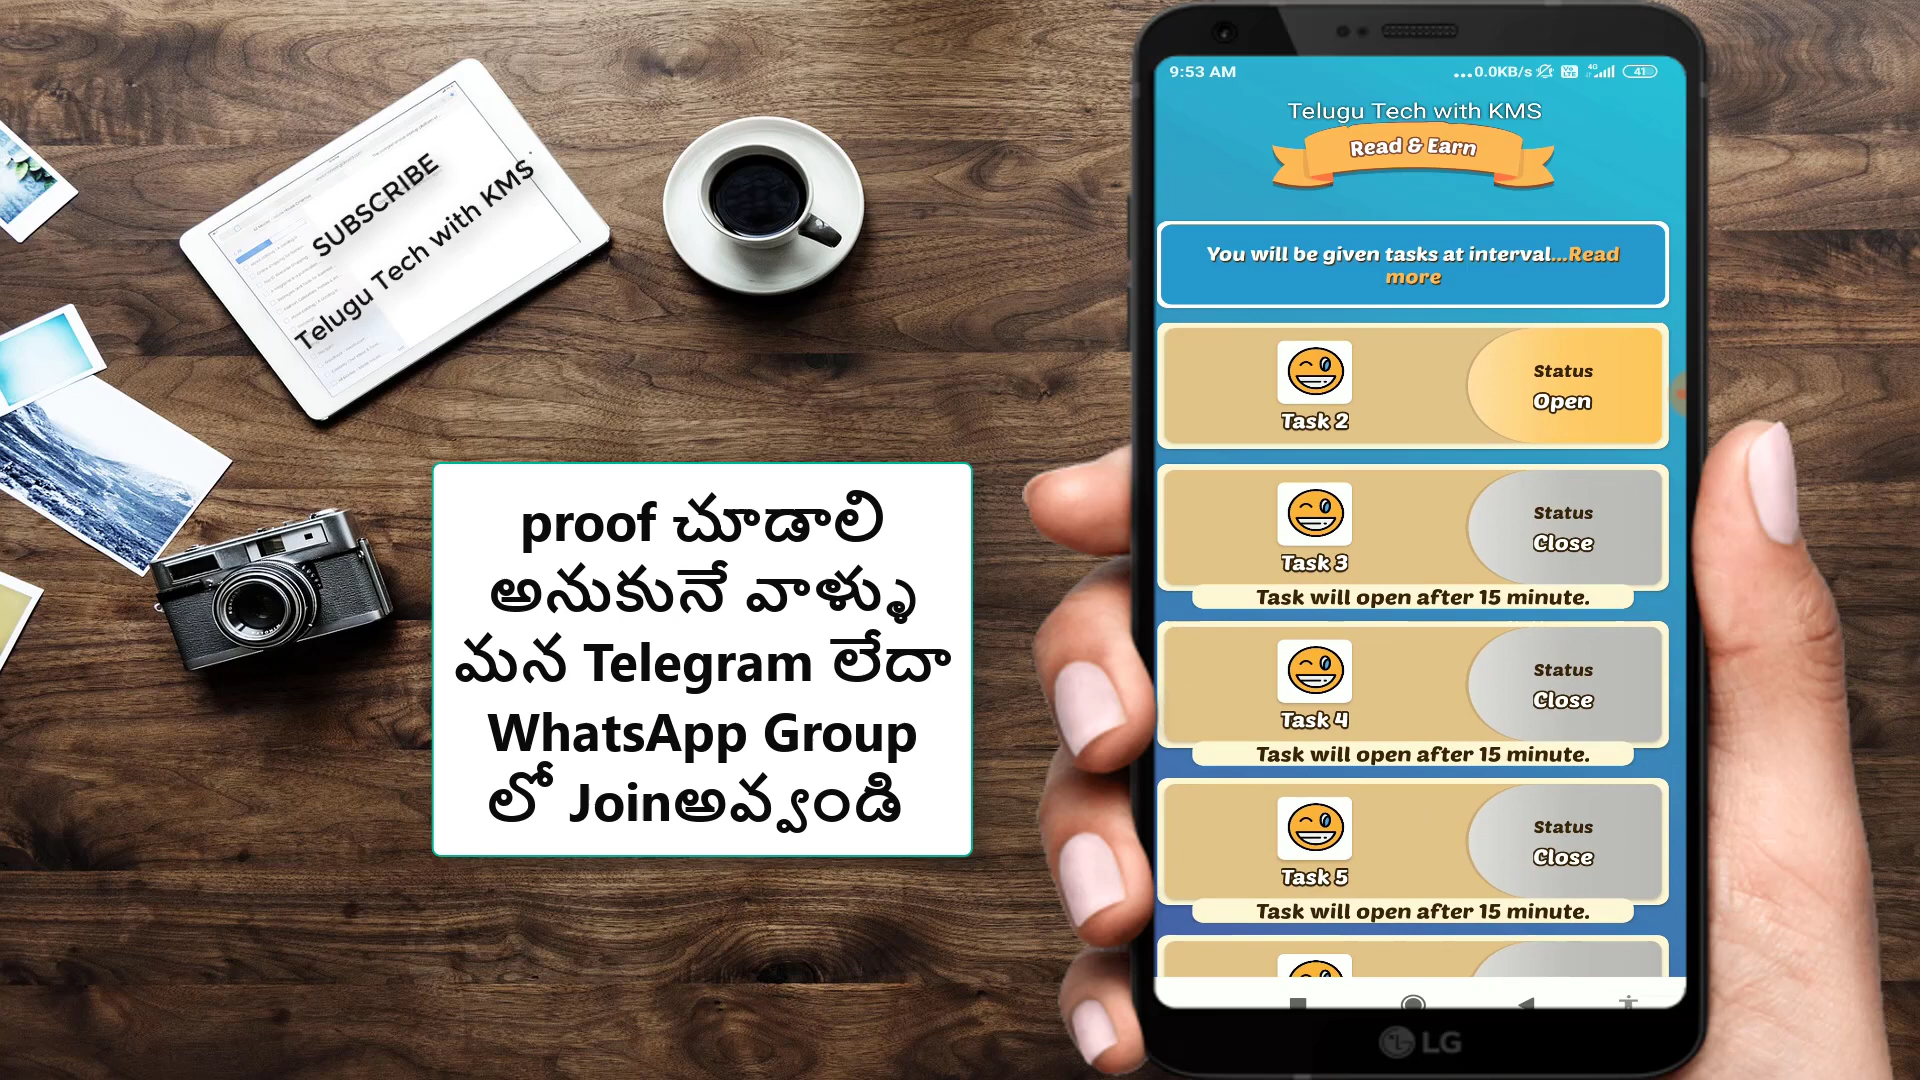 SUBSCRIBE
Telugu Tech with KMS
proof చూడాలి
అనుకునే వాళ్ళు
మన Telegram లేదా
WhatsApp Group
లో Joinఅవ్వండి
9:53 AM
...0.0KB/s 4G 41
Telugu Tech with KMS
Read & Earn
You will be given tasks at interval...Read
more
Task 2
Status
Open
Task 3
Status
Close
Task will open after 15 minute.
Task 4
Status
Close
Task will open after 15 minute.
Task 5
Status
Close
Task will open after 15 minute.
LG